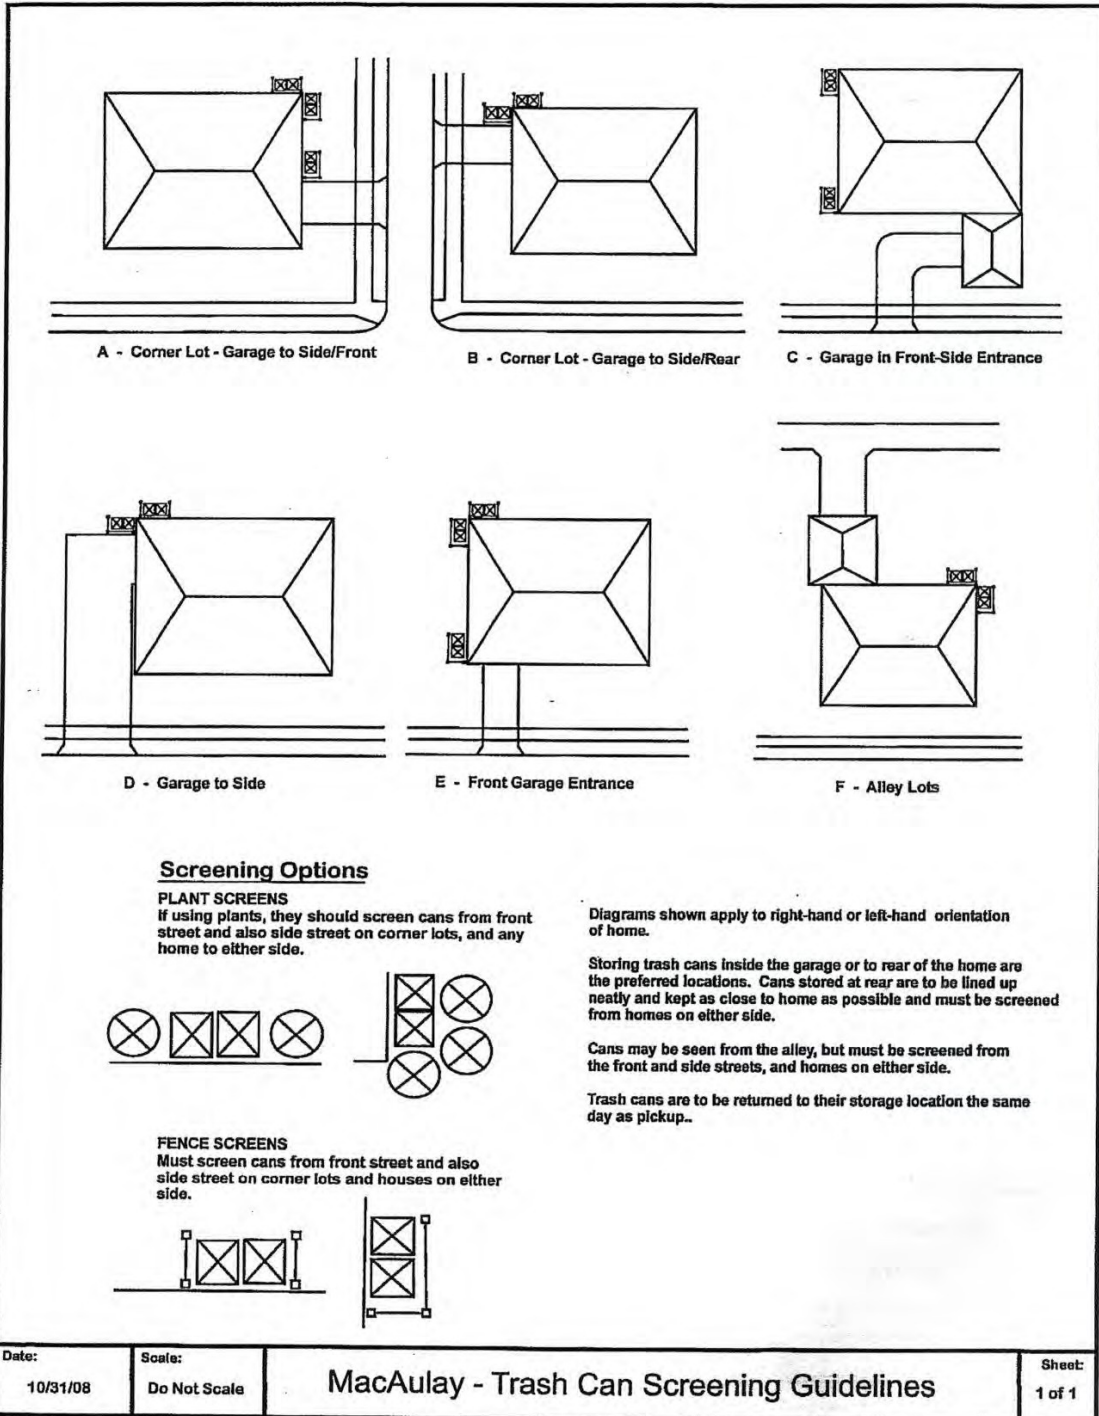 A - Corner Lot - Garage to Side/Front
B - Corner Lot - Garage to Side/Rear
C - Garage in Front-Side Entrance
D - Garage to Side
E - Front Garage Entrance
F - Alley Lots
Screening Options
PLANT SCREENS
If using plants, they should screen cans from front
street and also side street on corner lots, and any
home to either side.
FENCE SCREENS
Must screen cans from front street and also
side street on corner lots and houses on either
side.
Diagrams shown apply to right-hand or left-hand orientation
of home.
Storing trash cans inside the garage or to rear of the home are
the preferred locations. Cans stored at rear are to be lined up
neatly and kept as close to home as possible and must be screened
from homes on either side.
Cans may be seen from the alley, but must be screened from
the front and side streets, and homes on either side.
Trash cans are to be returned to their storage location the same
day as pickup..
Date:
10/31/08
Scale:
Do Not Scale
MacAulay - Trash Can Screening Guidelines
Sheet:
1 of 1